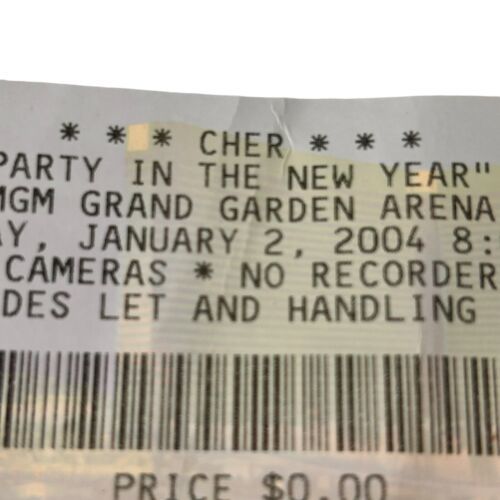 * * * CHER * * *
PARTY IN THE NEW YEAR"
MGM GRAND GARDEN ARENA
AY, JANUARY 2, 2004 8:
CAMERAS * NO RECORDER
DES LET AND HANDLING
PRICE $0.00